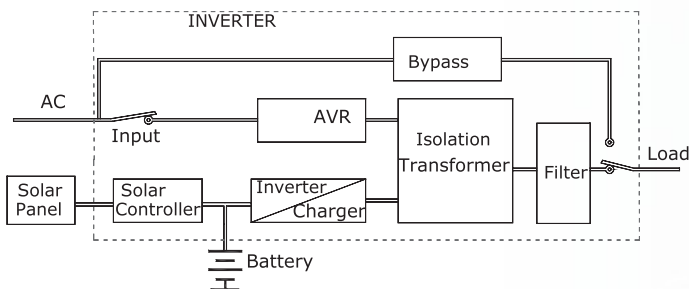 INVERTER
Bypass
AC
Input
AVR
Isolation
Transformer
Filter
Load
Solar
Panel
Solar
Controller
Inverter
Charger
Battery